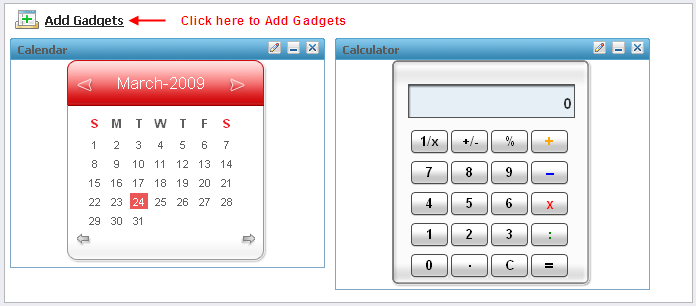 Add Gadgets Click here to Add Gadgets
Calendar
March-2009
S M T W T F S
1 2 3 4 5 6 7
8 9 10 11 12 13 14
15 16 17 18 19 20 21
22 23 24 25 26 27 28
29 30 31
Calculator
0
1/x +/- % +
7 8 9 −
4 5 6 x
1 2 3 :
0 . C =